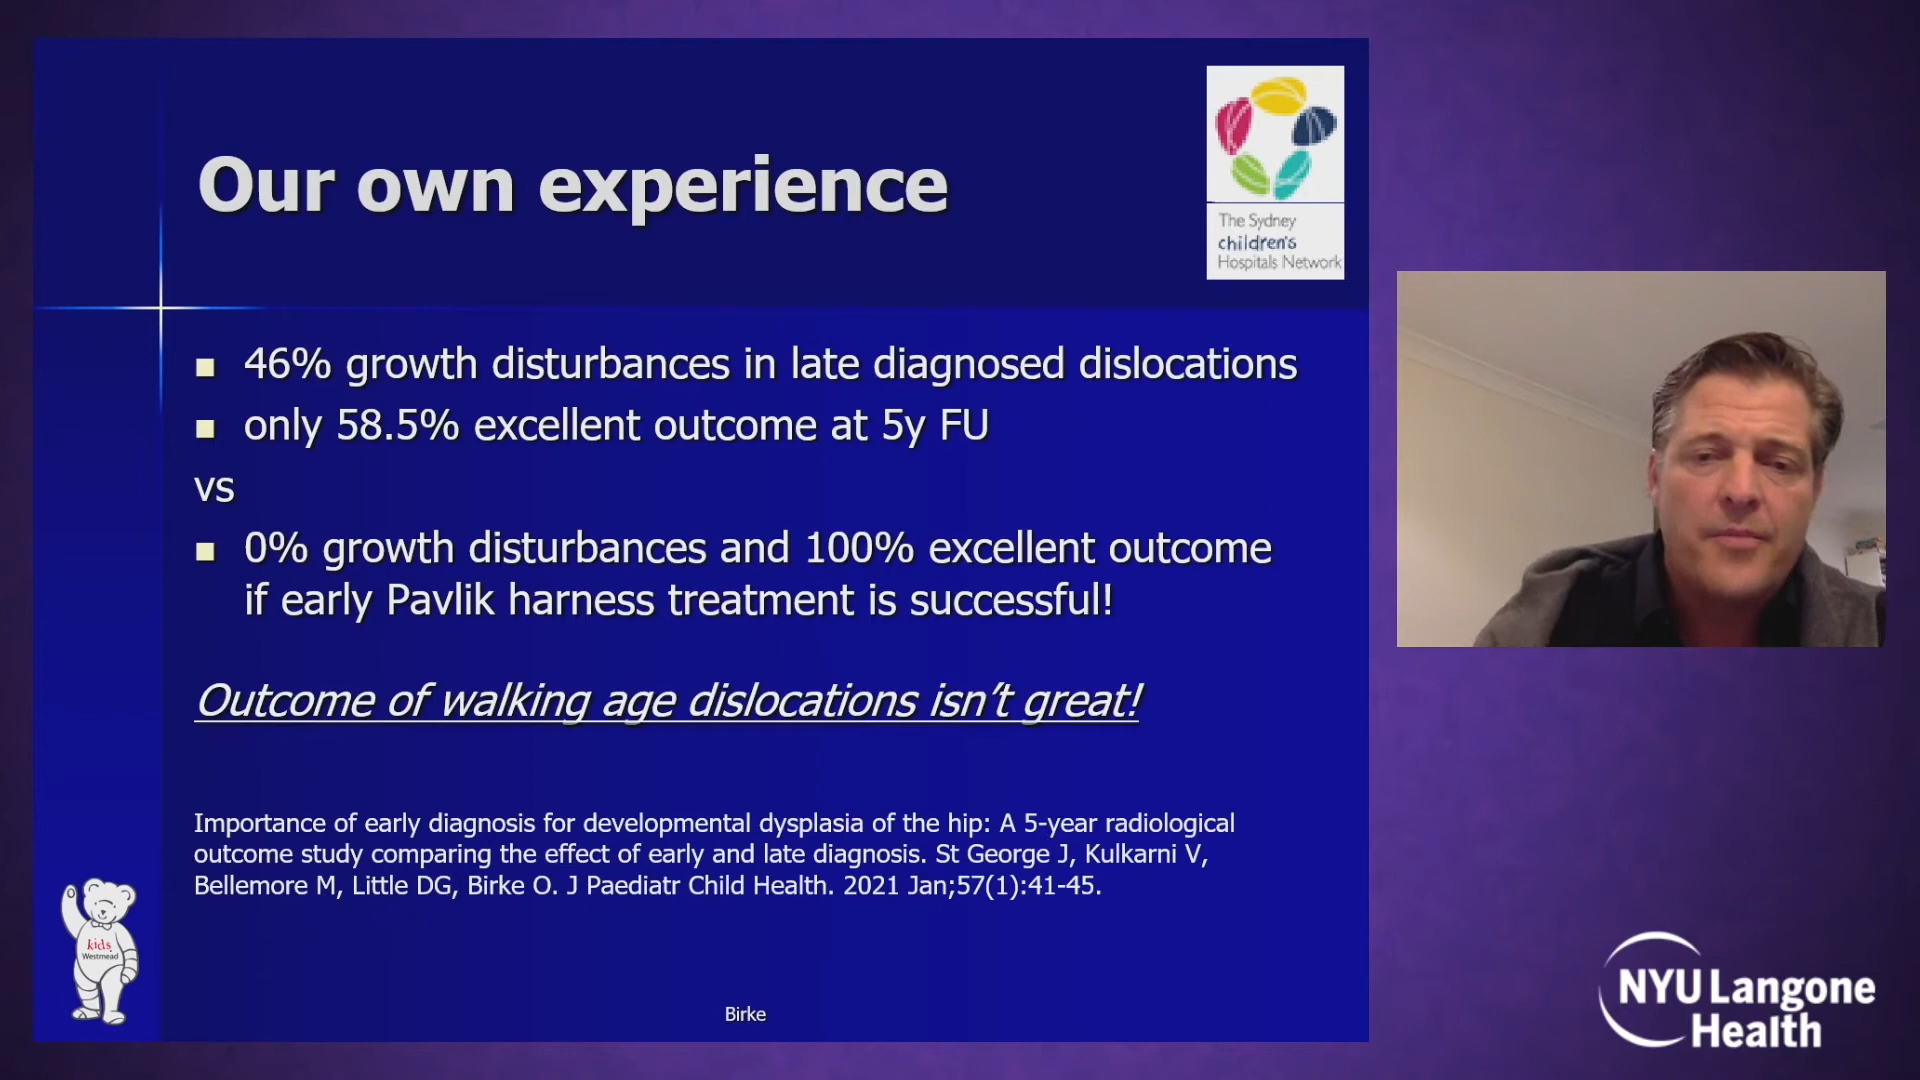 Our own experience
The Sydney
children's
Hospitals Network
46% growth disturbances in late diagnosed dislocations
only 58.5% excellent outcome at 5y FU
vs
0% growth disturbances and 100% excellent outcome
if early Pavlik harness treatment is successful!
Outcome of walking age dislocations isn't great!
Importance of early diagnosis for developmental dysplasia of the hip: A 5-year radiological
outcome study comparing the effect of early and late diagnosis. St George J, Kulkarni V,
Bellemore M, Little DG, Birke O. J Paediatr Child Health. 2021 Jan;57(1):41-45.
kids
Westmead
Birke
NYU Langone
Health